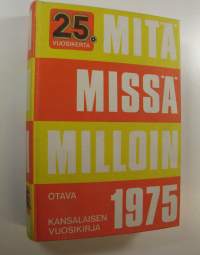 25.
VUOSIKERTA
MITÄ
MISSÄ
MILLOIN
OTAVA
1975
KANSALAISEN
VUOSIKIRJA